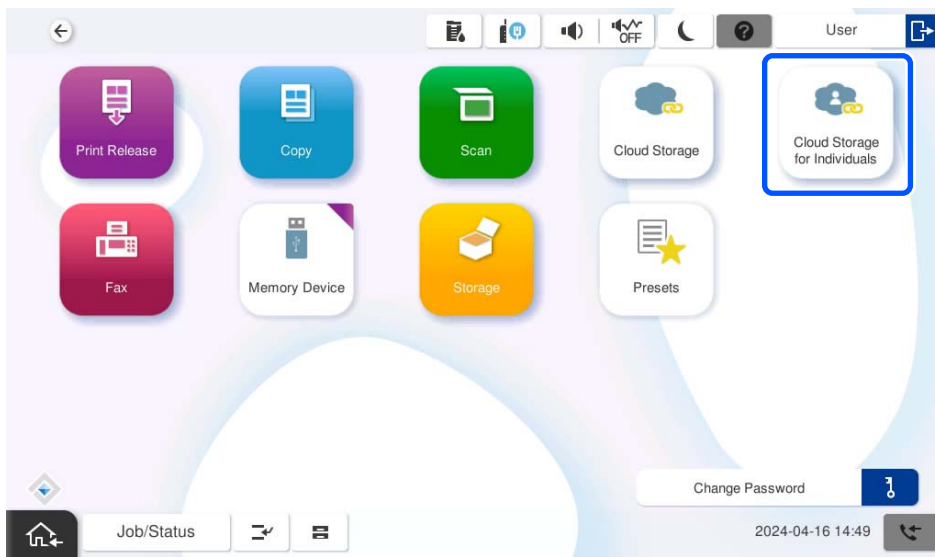 OFF
User
Print Release
Copy
Scan
Cloud Storage
Cloud Storage
for Individuals
Fax
Memory Device
Storage
Presets
Change Password
Job/Status
2024-04-16 14:49